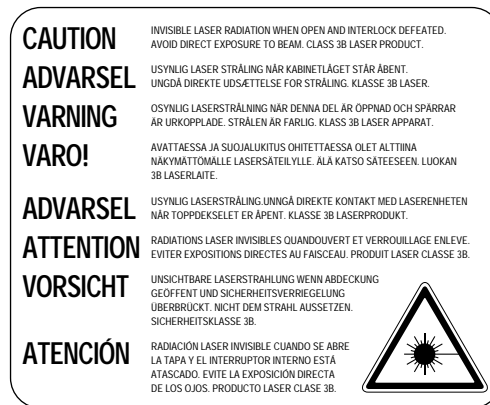 CAUTION
INVISIBLE LASER RADIATION WHEN OPEN AND INTERLOCK DEFEATED.
AVOID DIRECT EXPOSURE TO BEAM. CLASS 3B LASER PRODUCT.
ADVARSEL
USYNLIG LASER STRÅLING NÅR KABINETLÅGET STÅR ÅBENT.
UNGDÅ DIREKTE UDSÆTTELSE FOR STRÅLING. KLASSE 3B LASER.
VARNING
OSYNLIG LASERSTRÅLNING NÄR DENNA DEL ÄR ÖPPNAD OCH SPÄRRAR
ÄR URKOPPLADE. STRÅLEN ÄR FARLIG. KLASS 3B LASER APPARAT.
VARO!
AVATTAESSA JA SUOJALUKITUS OHITETTAESSA OLET ALTTIINA
NÄKYMÄTTÖMÄLLE LASERSÄTEILYLLE. ÄLÄ KATSO SÄTEESEEN. LUOKAN
3B LASERLAITE.
ADVARSEL
USYNLIG LASERSTRÅLING.UNNGÅ DIREKTE KONTAKT MED LASERENHETEN
NÅR TOPPDEKSELET ER ÅPENT. KLASSE 3B LASERPRODUKT.
ATTENTION
RADIATIONS LASER INVISIBLES QUANDOUVERT ET VERROUILLAGE ENLEVE.
EVITER EXPOSITIONS DIRECTES AU FAISCEAU. PRODUIT LASER CLASSE 3B.
VORSICHT
UNSICHTBARE LASERSTRAHLUNG WENN ABDECKUNG
GEÖFFENT UND SICHERHEITSVERRIEGELUNG
ÜBERBRÜCKT. NICHT DEM STRAHL AUSSETZEN.
SICHERHEITSKLASSE 3B.
ATENCIÓN
RADIACIÓN LASER INVISIBLE CUANDO SE ABRE
LA TAPA Y EL INTERRUPTOR INTERNO ESTÁ
ATASCADO. EVITE LA EXPOSICIÓN DIRECTA
DE LOS OJOS. PRODUCTO LASER CLASE 3B.